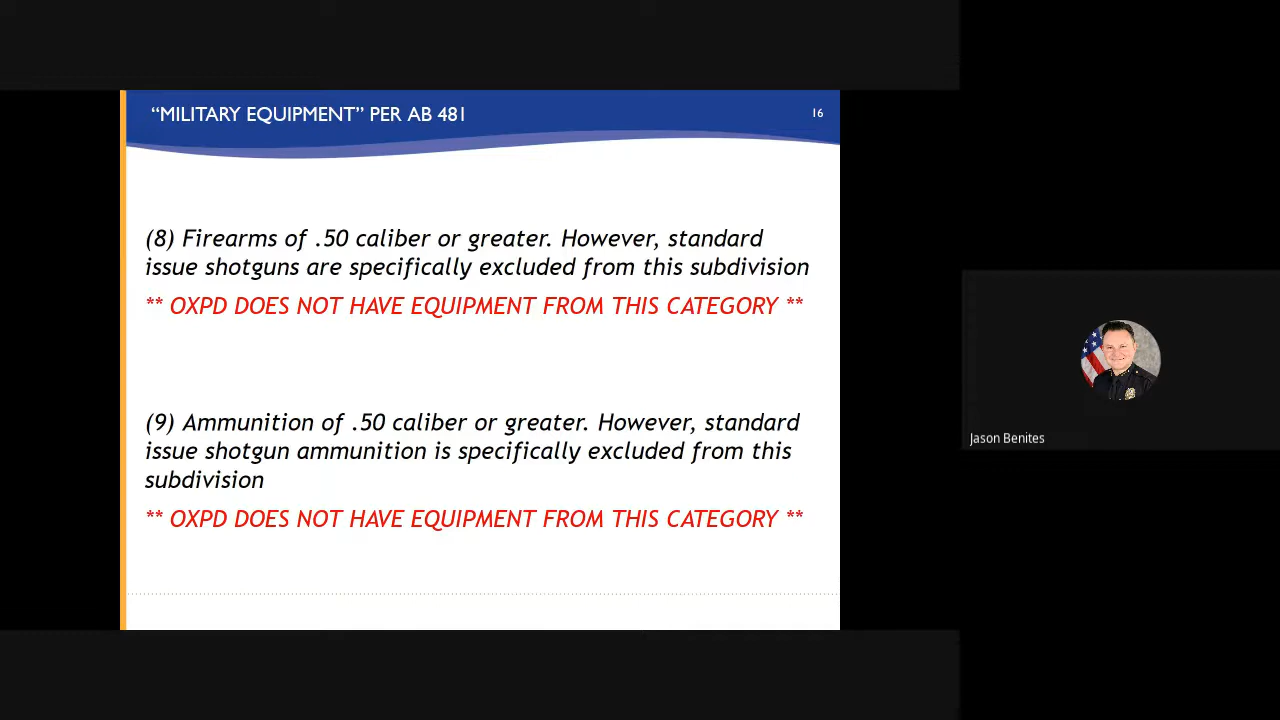 “MILITARY EQUIPMENT” PER AB 481
16
(8) Firearms of .50 caliber or greater. However, standard
issue shotguns are specifically excluded from this subdivision
** OXPD DOES NOT HAVE EQUIPMENT FROM THIS CATEGORY **
(9) Ammunition of .50 caliber or greater. However, standard
issue shotgun ammunition is specifically excluded from this
subdivision
** OXPD DOES NOT HAVE EQUIPMENT FROM THIS CATEGORY **
Jason Benites